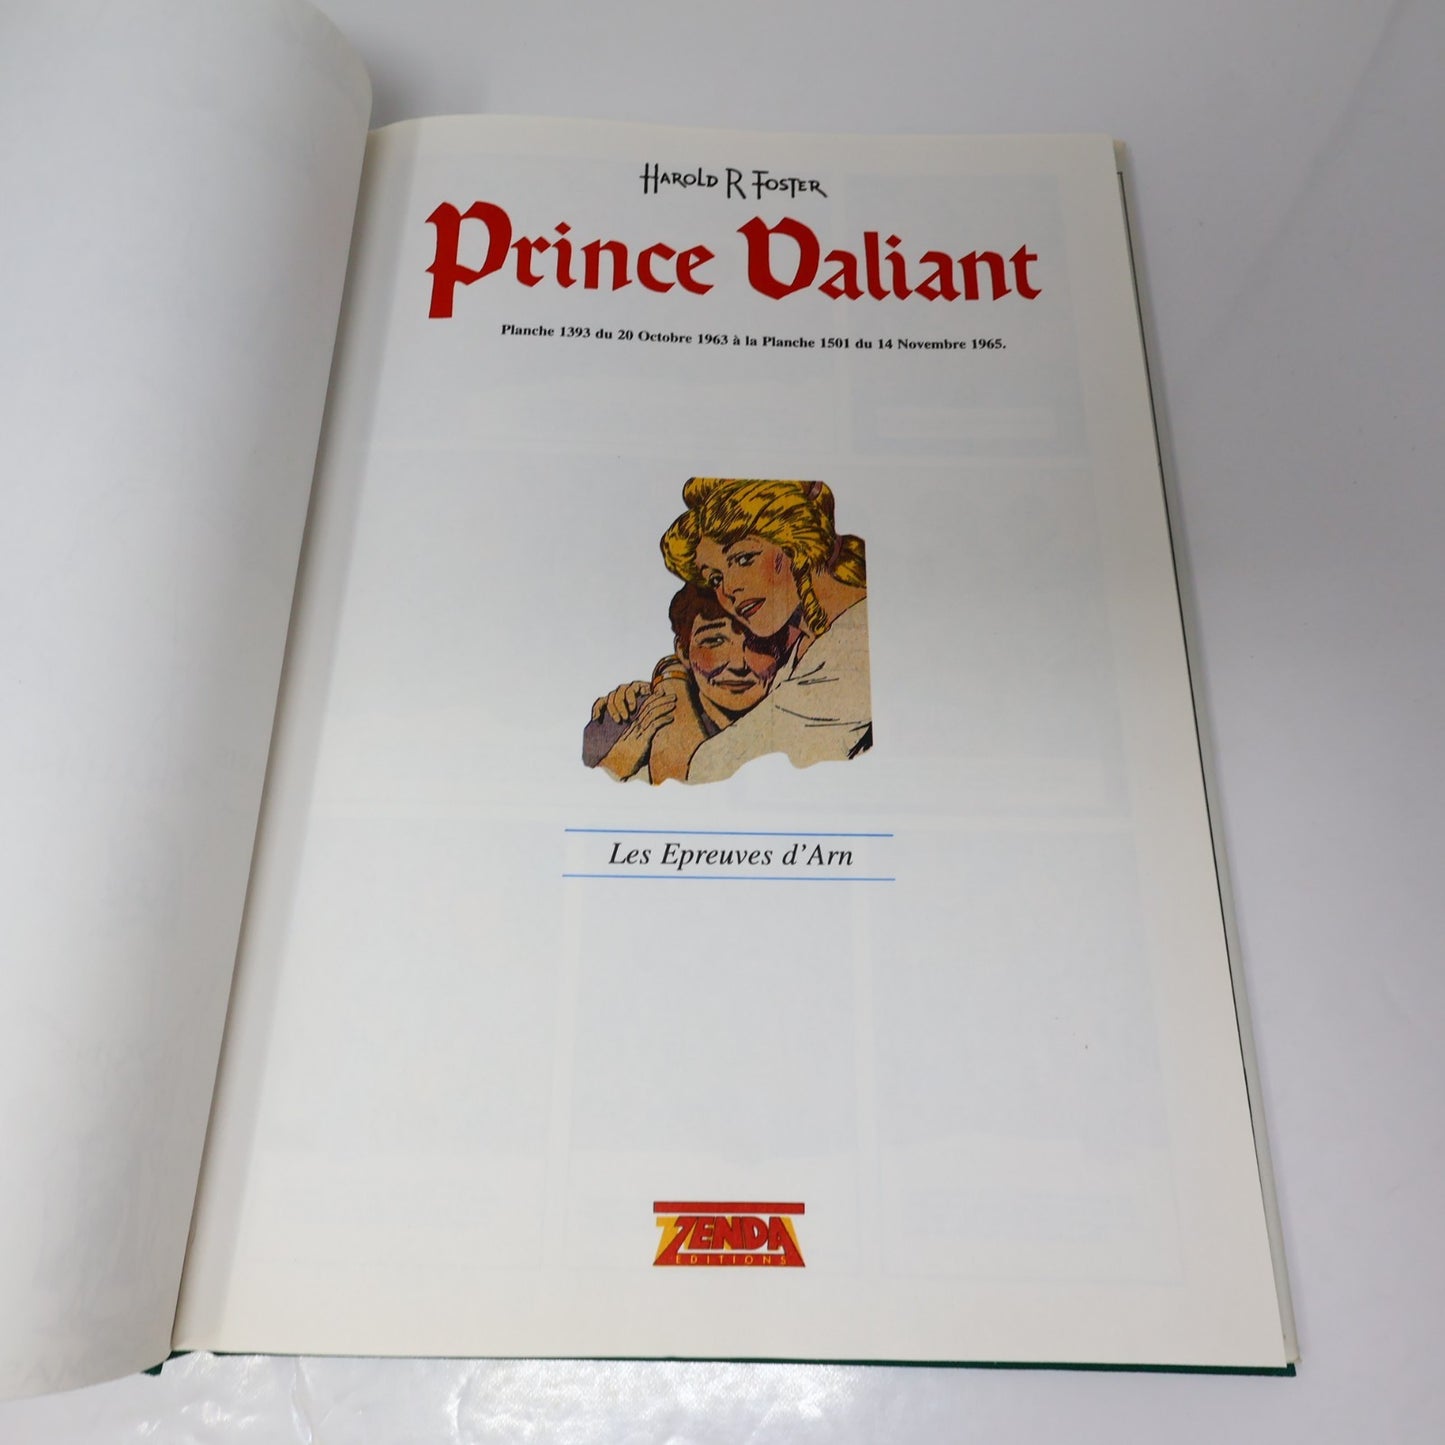 HAROLD R FOSTER
Prince Valiant
Planche 1393 du 20 Octobre 1963 à la Planche 1501 du 14 Novembre 1965.
Les Epreuves d'Arn
ZENDA
EDITIONS